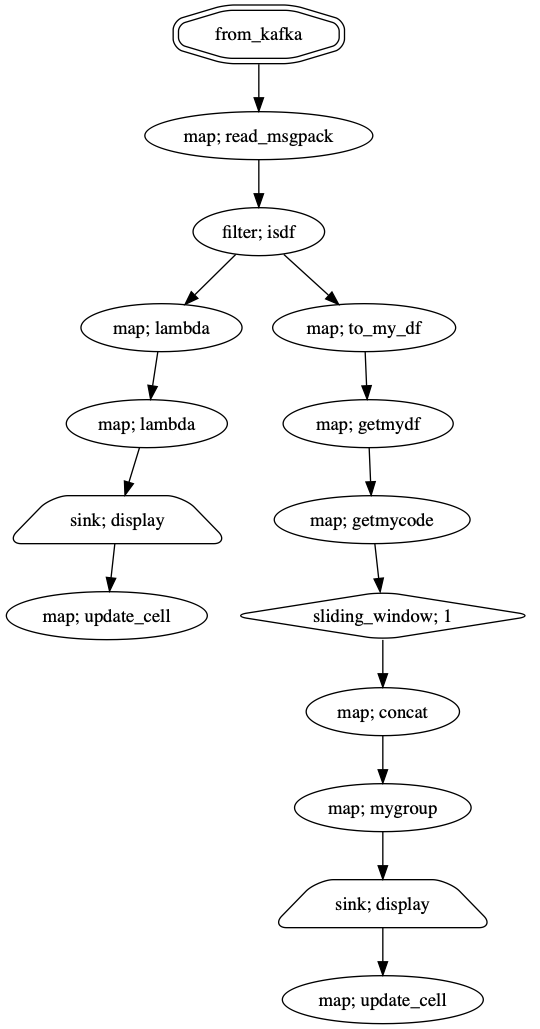 from_kafka
map; read_msgpack
filter; isdf
map; lambda
map; to_my_df
map; lambda
map; getmydf
sink; display
map; getmycode
map; update_cell
sliding_window; 1
map; concat
map; mygroup
sink; display
map; update_cell